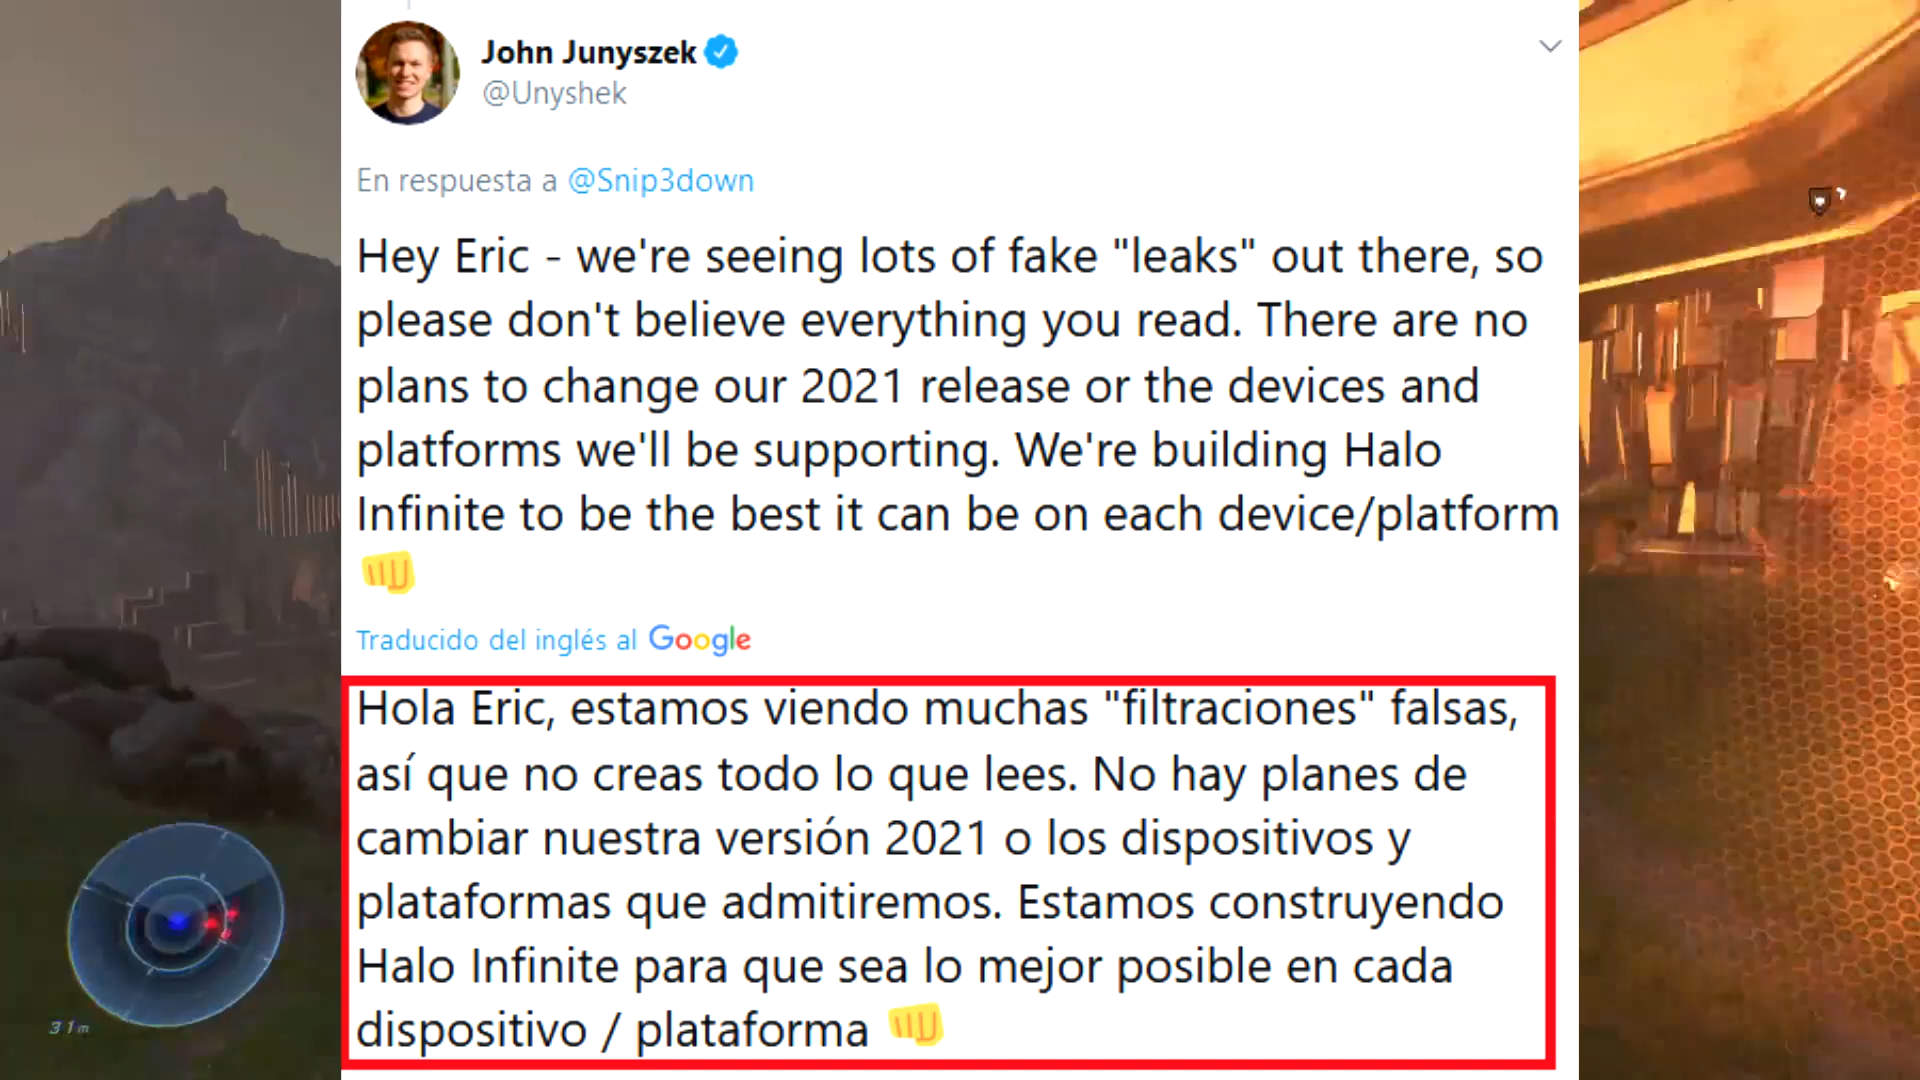 John Junyszek
@Unyshek
En respuesta a @Snip3down
Hey Eric - we're seeing lots of fake "leaks" out there, so
please don't believe everything you read. There are no
plans to change our 2021 release or the devices and
platforms we'll be supporting. We're building Halo
Infinite to be the best it can be on each device/platform
👊
Traducido del inglés al Google
Hola Eric, estamos viendo muchas "filtraciones" falsas,
así que no creas todo lo que lees. No hay planes de
cambiar nuestra versión 2021 o los dispositivos y
plataformas que admitiremos. Estamos construyendo
Halo Infinite para que sea lo mejor posible en cada
dispositivo / plataforma 👊
31m